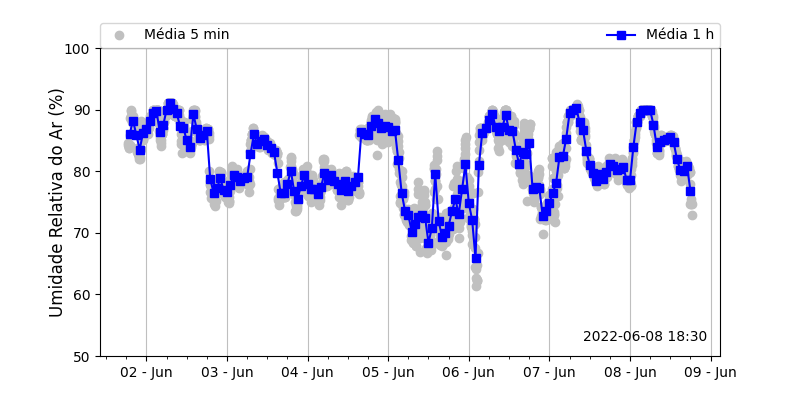 Média 5 min
Média 1 h
Umidade Relativa do Ar (%)
100
90
80
70
60
50
2022-06-08 18:30
02 - Jun
03 - Jun
04 - Jun
05 - Jun
06 - Jun
07 - Jun
08 - Jun
09 - Jun